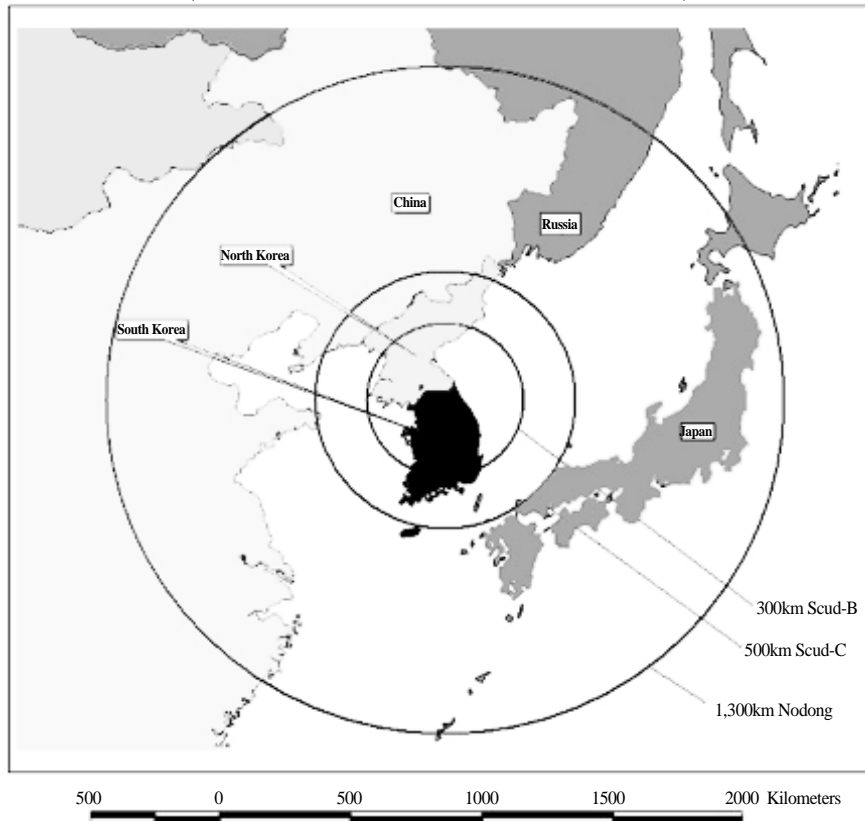 China
Russia
North Korea
South Korea
Japan
300km Scud-B
500km Scud-C
1,300km Nodong
500 0 500 1000 1500 2000 Kilometers